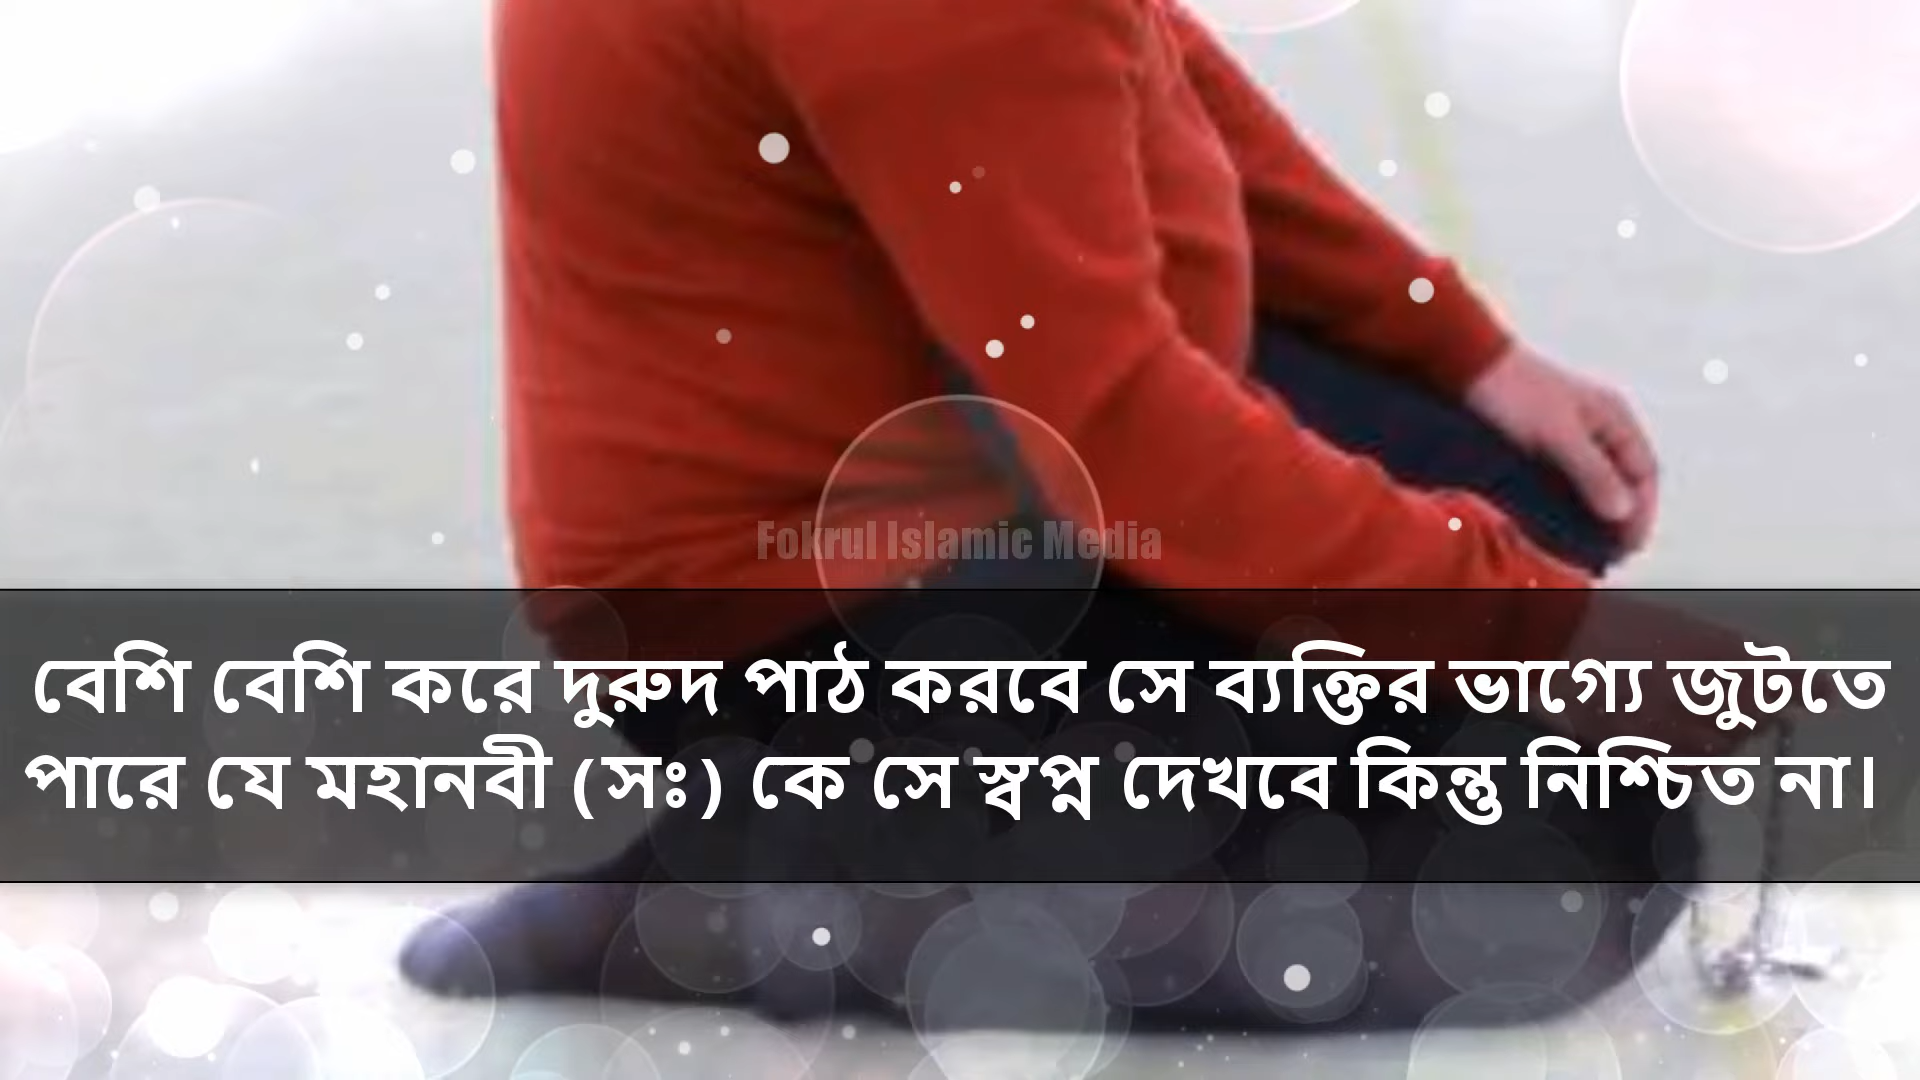 Fokrul Islamic Media
বেশি বেশি করে দুরুদ পাঠ করবে সে ব্যক্তির ভাগ্যে জুটতে
পারে যে মহানবী (সঃ) কে সে স্বপ্ন দেখবে কিন্তু নিশ্চিত না।